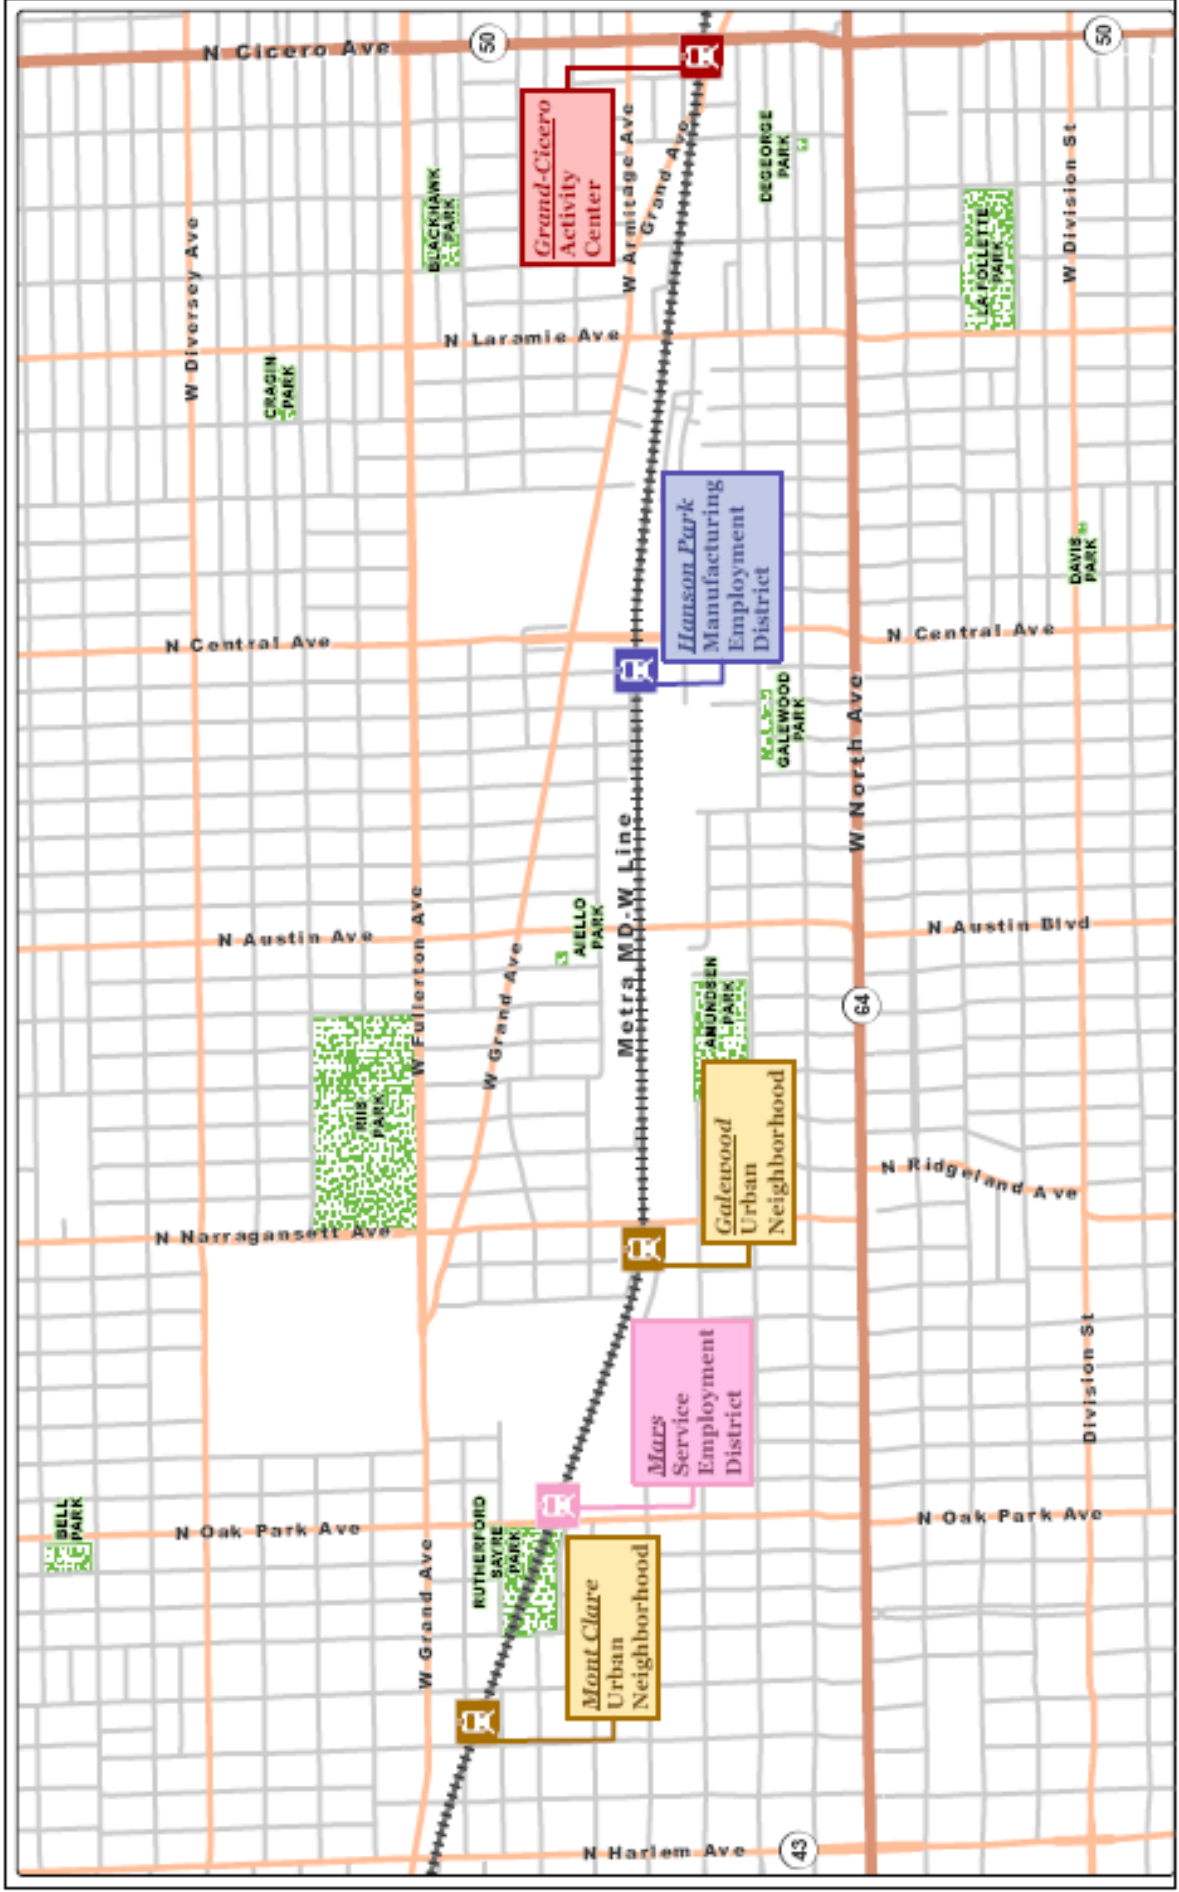 N Cicero Ave
50
50
Grand-Cicero
Activity
Center
W Armitage Ave
Grand Ave
DEGEORGE
PARK
BLACKHAWK
PARK
W Diversey Ave
W Division St
LA FOLLETTE
PARK
N Laramie Ave
CRAGIN
PARK
Hanson Park
Manufacturing
Employment
District
DAVIS
PARK
N Central Ave
N Central Ave
GALEWOOD
PARK
W North Ave
Metra MD-W Line
W Fullerton Ave
AIELLO
PARK
N Austin Ave
N Austin Blvd
W Grand Ave
AMUNDSEN
PARK
64
RIIS
PARK
Galewood
Urban
Neighborhood
N Ridgeland Ave
N Narragansett Ave
Mars
Service
Employment
District
Division St
BELL
PARK
N Oak Park Ave
N Oak Park Ave
RUTHERFORD
SAYRE
PARK
W Grand Ave
Mont Clare
Urban
Neighborhood
N Harlem Ave
43